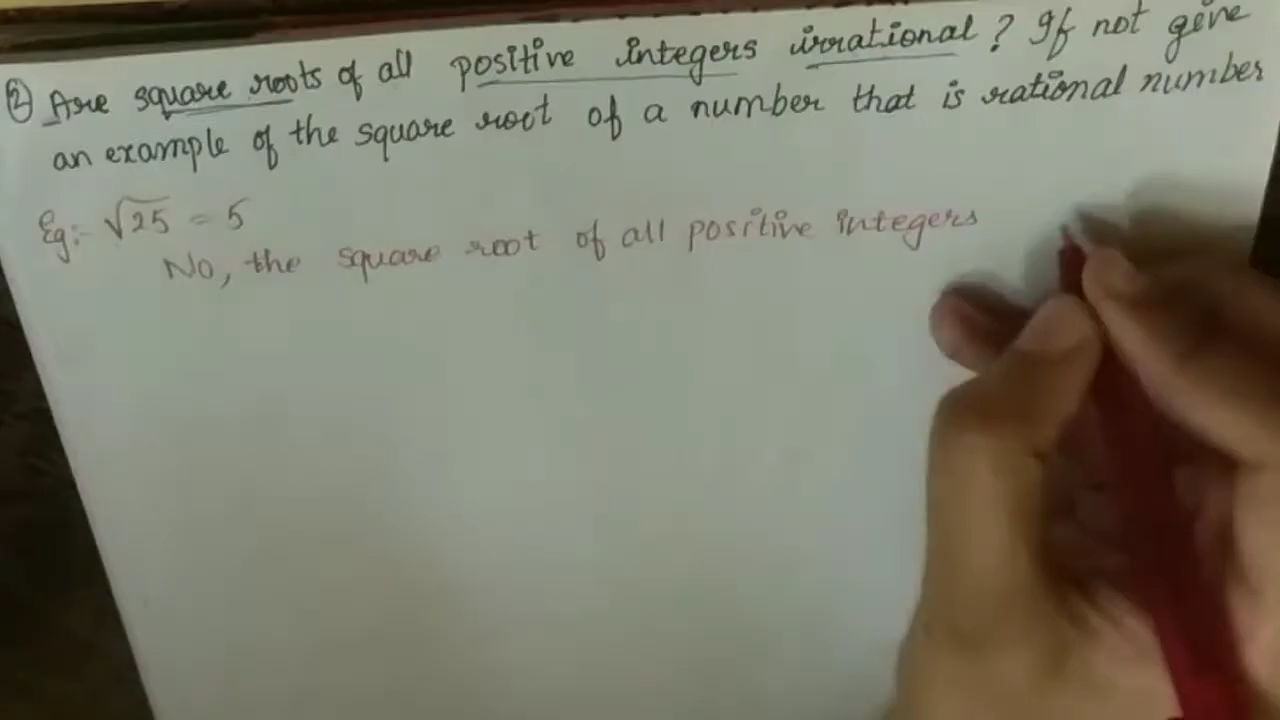 ② Are square roots of all positive integers irrational? If not give
an example of the square root of a number that is rational number
Eg:- √25 = 5
No, the square root of all positive integers